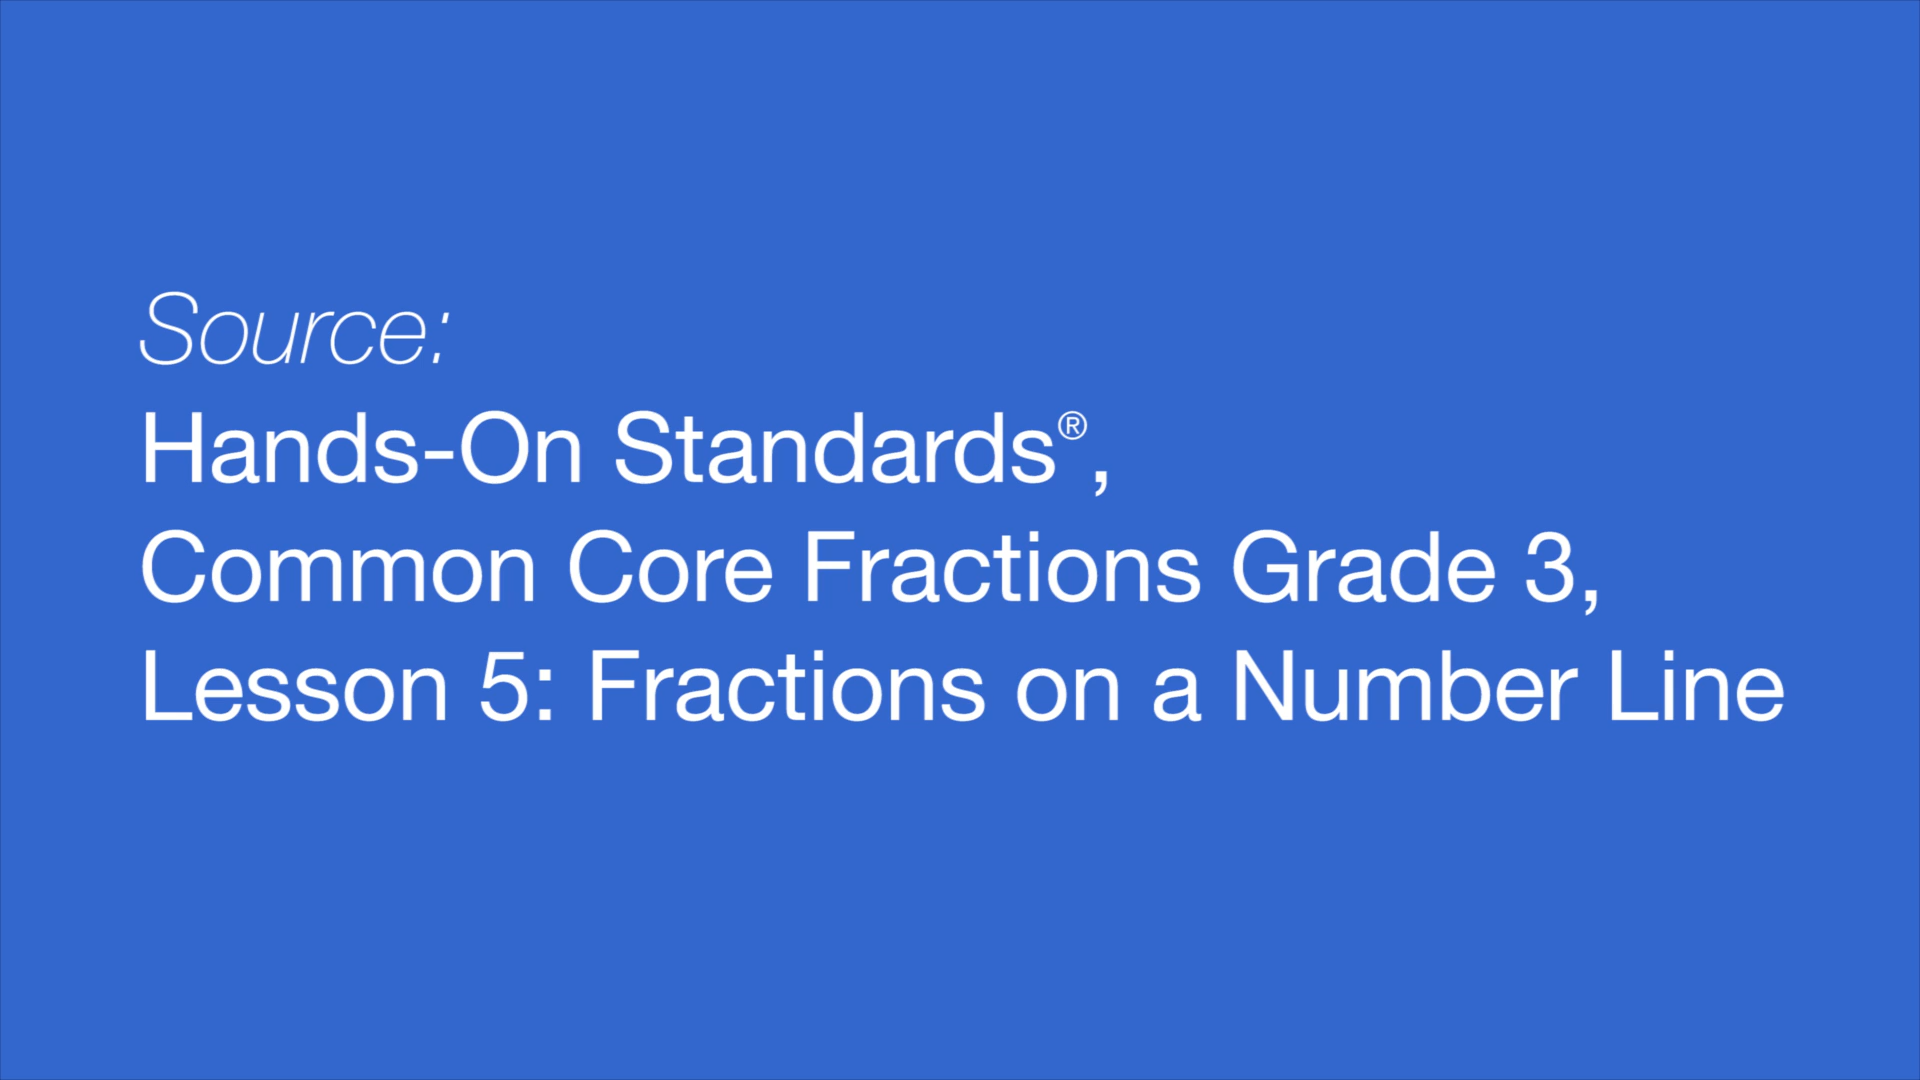 Source:
Hands-On Standards®,
Common Core Fractions Grade 3,
Lesson 5: Fractions on a Number Line